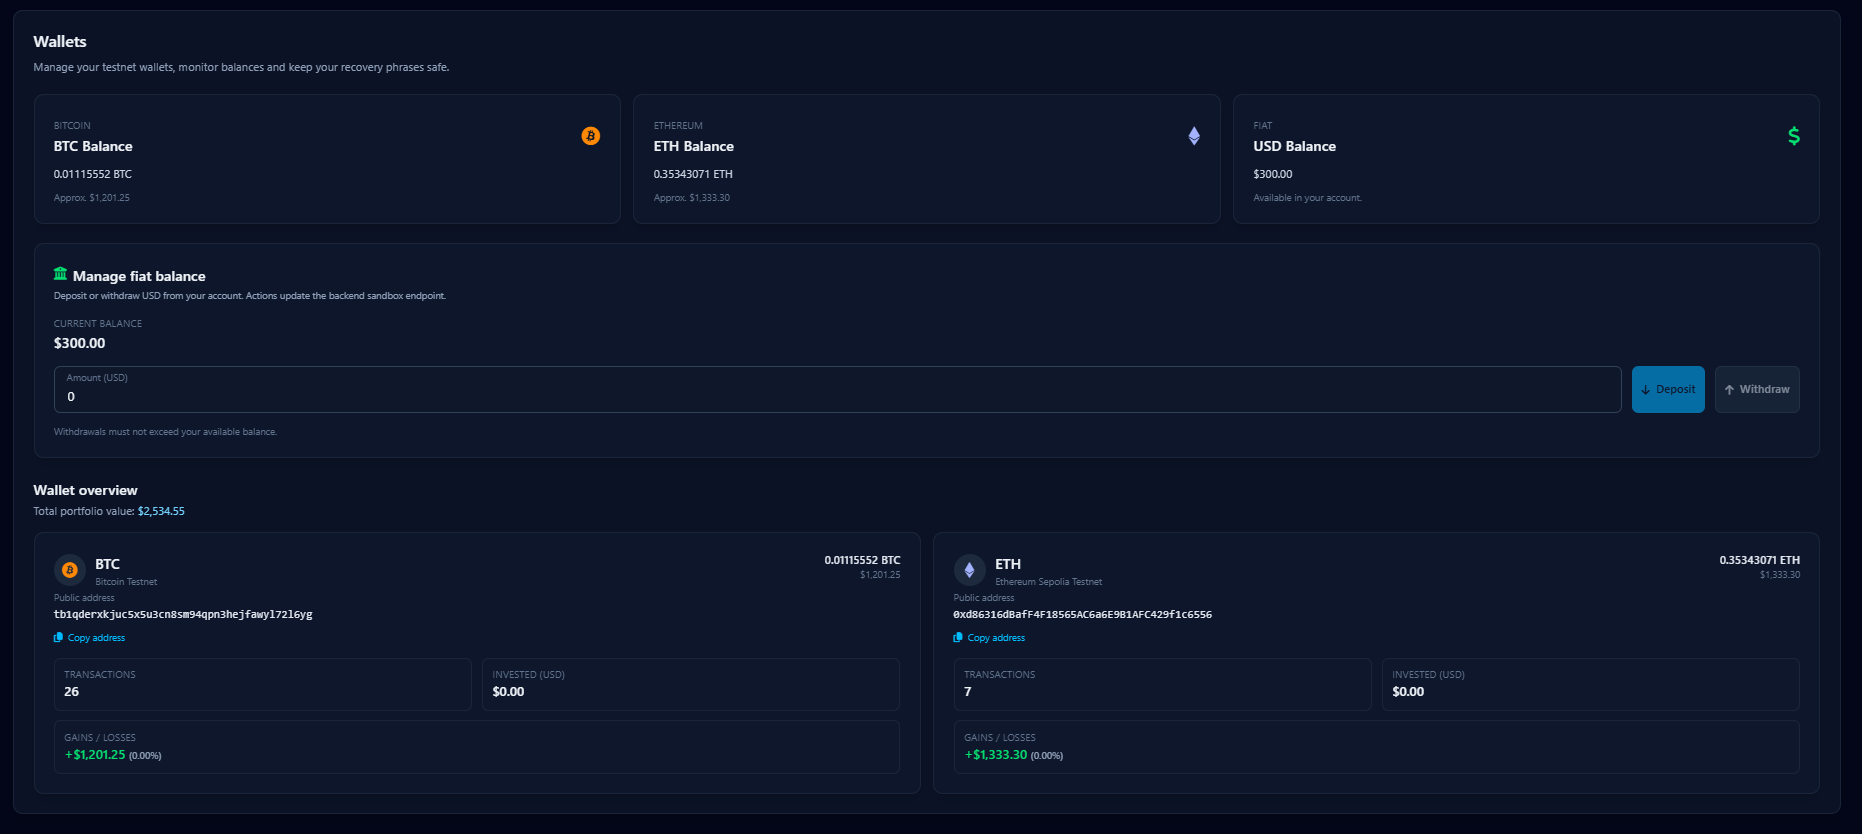 Wallets
Manage your testnet wallets, monitor balances and keep your recovery phrases safe.
BITCOIN
BTC Balance
0.01115552 BTC
Approx. $1,201.25
ETHEREUM
ETH Balance
0.35343071 ETH
Approx. $1,333.30
FIAT
USD Balance
$300.00
Available in your account.
Manage fiat balance
Deposit or withdraw USD from your account. Actions update the backend sandbox endpoint.
CURRENT BALANCE
$300.00
Amount (USD)
0
Deposit
Withdraw
Withdrawals must not exceed your available balance.
Wallet overview
Total portfolio value: $2,534.55
BTC
Bitcoin Testnet
0.01115552 BTC
$1,201.25
Public address
tb1qderxkjuc5x5u3cn8sm94qpn3hejfawyl72l6yg
Copy address
TRANSACTIONS
26
INVESTED (USD)
$0.00
GAINS / LOSSES
+$1,201.25 (0.00%)
ETH
Ethereum Sepolia Testnet
0.35343071 ETH
$1,333.30
Public address
0xd86316dBafF4F18565AC6a6E9B1AFC429f1c6556
Copy address
TRANSACTIONS
7
INVESTED (USD)
$0.00
GAINS / LOSSES
+$1,333.30 (0.00%)